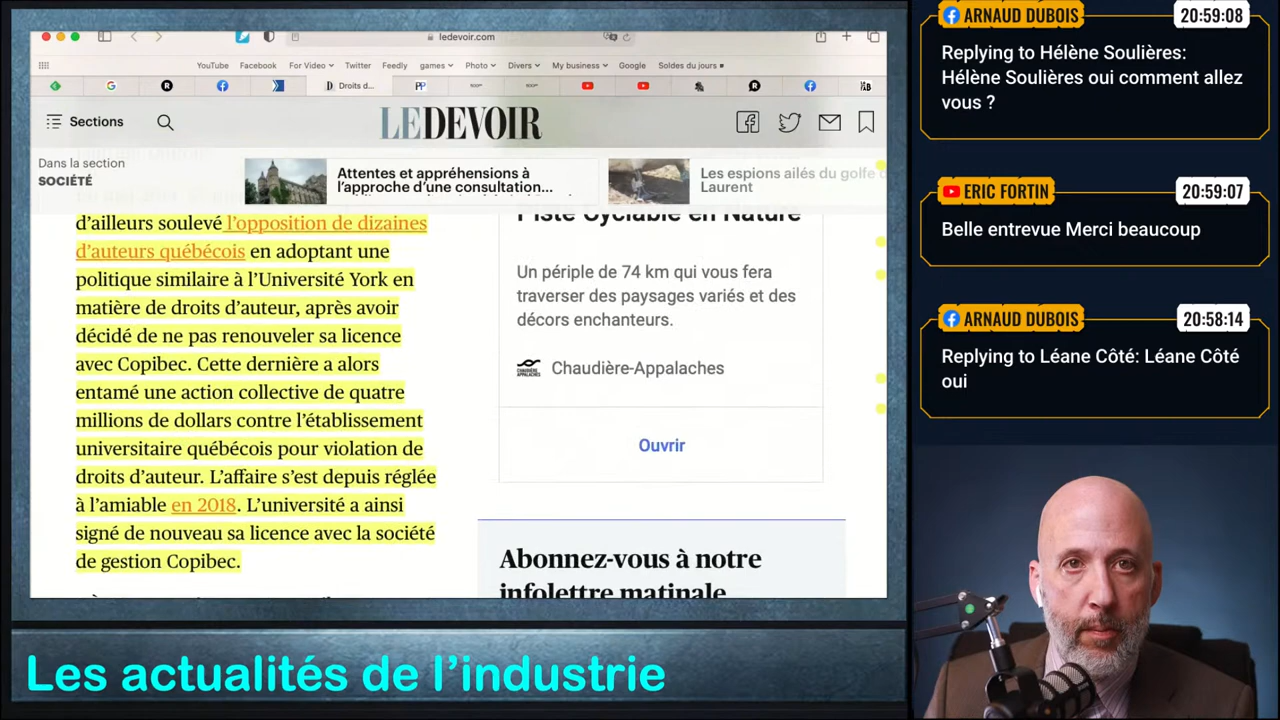 ledevoir.com
YouTube Facebook For Video Twitter Feedly games Photo Divers My business Google Soldes du jour
Droits d...
Sections
LEDEVOIR
Dans la section
SOCIÉTÉ
Attentes et appréhensions à
l'approche d'une consultation...
Les espions ailés du golfe
Laurent
d'ailleurs soulevé l'opposition de dizaines
d'auteurs québécois en adoptant une
politique similaire à l'Université York en
matière de droits d'auteur, après avoir
décidé de ne pas renouveler sa licence
avec Copibec. Cette dernière a alors
entamé une action collective de quatre
millions de dollars contre l'établissement
universitaire québécois pour violation de
droits d'auteur. L'affaire s'est depuis réglée
à l'amiable en 2018. L'université a ainsi
signé de nouveau sa licence avec la société
de gestion Copibec.
Piste Cyclable en Nature
Un périple de 74 km qui vous fera
traverser des paysages variés et des
décors enchanteurs.
Chaudière-Appalaches
Ouvrir
Abonnez-vous à notre
infolettre matinale
ARNAUD DUBOIS 20:59:08
Replying to Hélène Soulières:
Hélène Soulières oui comment allez
vous ?
ERIC FORTIN 20:59:07
Belle entrevue Merci beaucoup
ARNAUD DUBOIS 20:58:14
Replying to Léane Côté: Léane Côté
oui
Les actualités de l'industrie